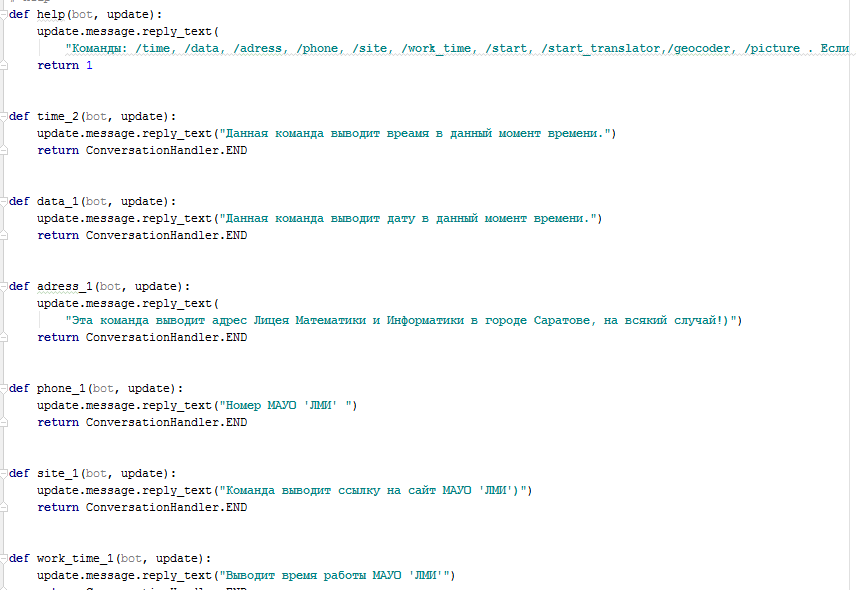 def help(bot, update):
update.message.reply_text(
"Команды: /time, /data, /adress, /phone, /site, /work_time, /start, /start_translator,/geocoder, /picture . Если
return 1
def time_2(bot, update):
update.message.reply_text("Данная команда выводит вреамя в данный момент времени.")
return ConversationHandler.END
def data_1(bot, update):
update.message.reply_text("Данная команда выводит дату в данный момент времени.")
return ConversationHandler.END
def adress_1(bot, update):
update.message.reply_text(
"Эта команда выводит адрес Лицея Математики и Информатики в городе Саратове, на всякий случай!)")
return ConversationHandler.END
def phone_1(bot, update):
update.message.reply_text("Номер МАУО 'ЛМИ' ")
return ConversationHandler.END
def site_1(bot, update):
update.message.reply_text("Команда выводит ссылку на сайт МАУО 'ЛМИ')")
return ConversationHandler.END
def work_time_1(bot, update):
update.message.reply_text("Выводит время работы МАУО 'ЛМИ'")